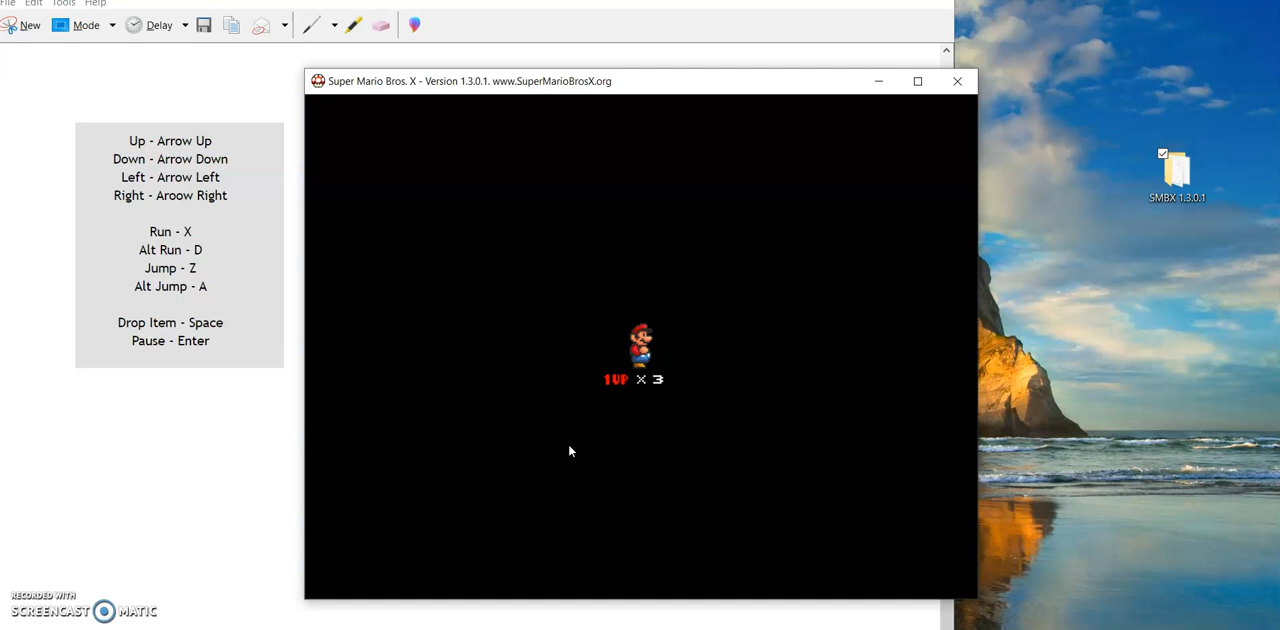 File Edit Tools Help
New Mode Delay
Super Mario Bros. X - Version 1.3.0.1. www.SuperMarioBrosX.org
Up - Arrow Up
Down - Arrow Down
Left - Arrow Left
Right - Aroow Right
Run - X
Alt Run - D
Jump - Z
Alt Jump - A
Drop Item - Space
Pause - Enter
1UP X 3
SMBX 1.3.0.1
RECORDED WITH
SCREENCAST MATIC